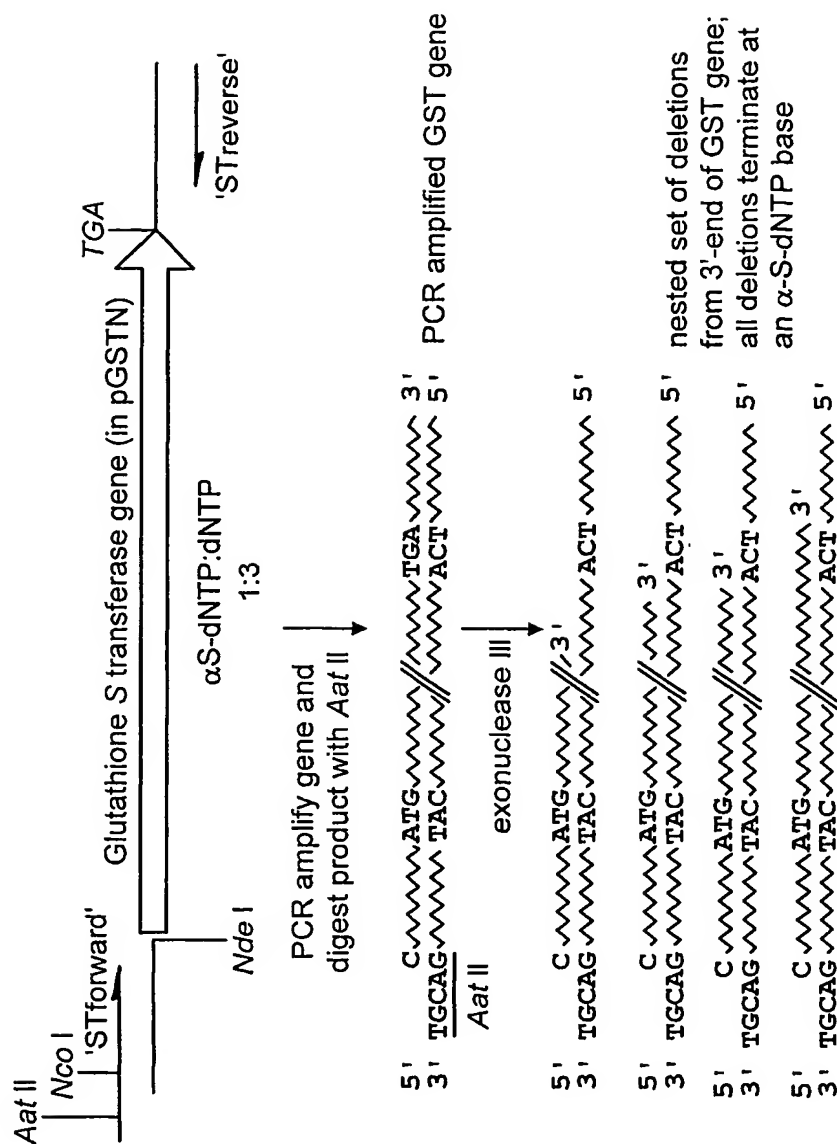 Aat II
Nco I
'STforward'
Glutathione S transferase gene (in pGSTN)
TGA
Nde I
αS-dNTP:dNTP
1:3
'STreverse'
PCR amplify gene and
digest product with Aat II
5' C ATG TGA 3'
3' TGCAG TAC ACT 5'
Aat II
PCR amplified GST gene
exonuclease III
5' C ATG 3'
3' TGCAG TAC ACT 5'
5' C ATG 3'
3' TGCAG TAC ACT 5'
5' C ATG 3'
3' TGCAG TAC ACT 5'
5' C ATG 3'
3' TGCAG TAC ACT 5'
nested set of deletions
from 3'-end of GST gene;
all deletions terminate at
an α-S-dNTP base